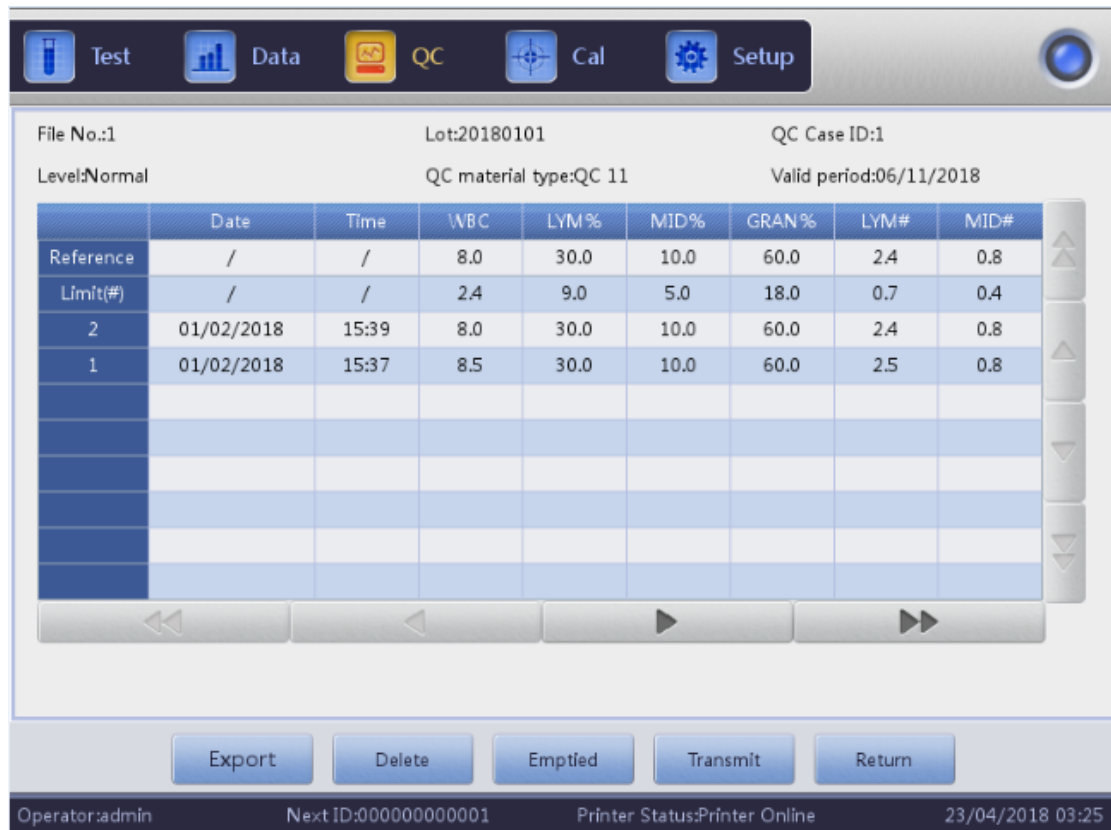 Test Data QC Cal Setup
File No.:1 Lot:20180101 QC Case ID:1
Level:Normal QC material type:QC 11 Valid period:06/11/2018
Date Time WBC LYM% MID% GRAN% LYM# MID#
Reference / / 8.0 30.0 10.0 60.0 2.4 0.8
Limit(#) / / 2.4 9.0 5.0 18.0 0.7 0.4
2 01/02/2018 15:39 8.0 30.0 10.0 60.0 2.4 0.8
1 01/02/2018 15:37 8.5 30.0 10.0 60.0 2.5 0.8
Export Delete Emptied Transmit Return
Operator:admin Next ID:000000000001 Printer Status:Printer Online 23/04/2018 03:25